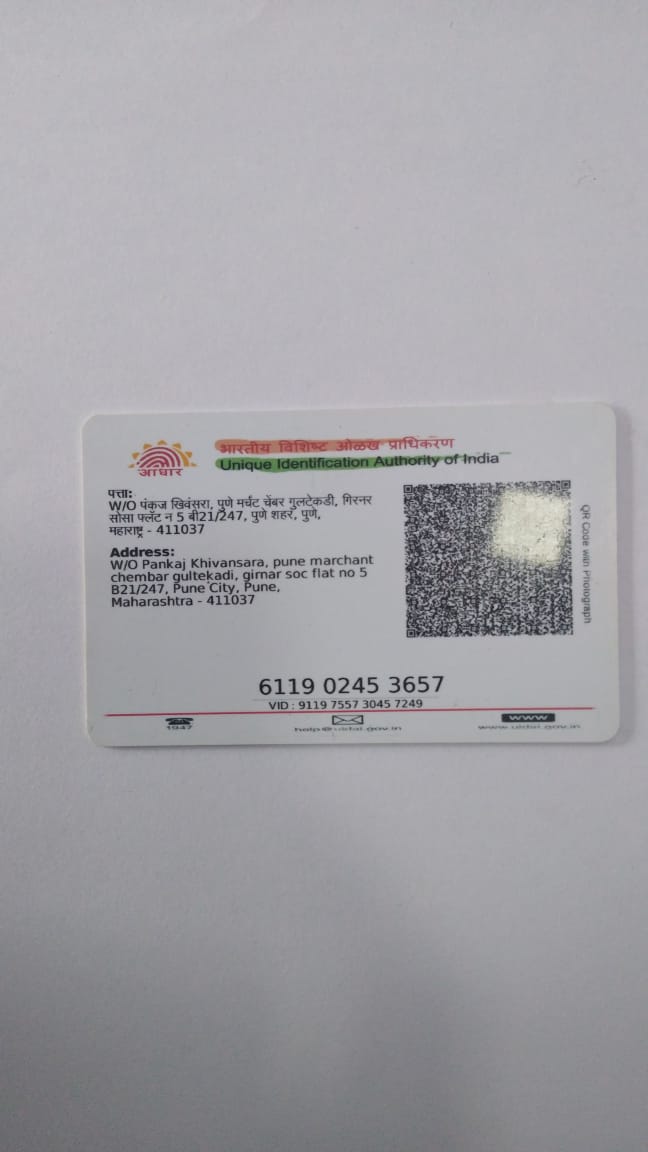 आधार
भारतीय विशिष्ट ओळख प्राधिकरण
Unique Identification Authority of India
पत्ता:
W/O पंकज खिवंसरा, पुणे मर्चंट चेंबर गुलटेकडी, गिरनर
सोसा फ्लॅट न 5 बी21/247, पुणे शहर, पुणे,
महाराष्ट्र - 411037
Address:
W/O Pankaj Khivansara, pune marchant
chembar gultekadi, girnar soc flat no 5
B21/247, Pune City, Pune,
Maharashtra - 411037
QR Code with Photograph
6119 0245 3657
VID : 9119 7557 3045 7249
1947
help@uidai.gov.in
www
www.uidai.gov.in